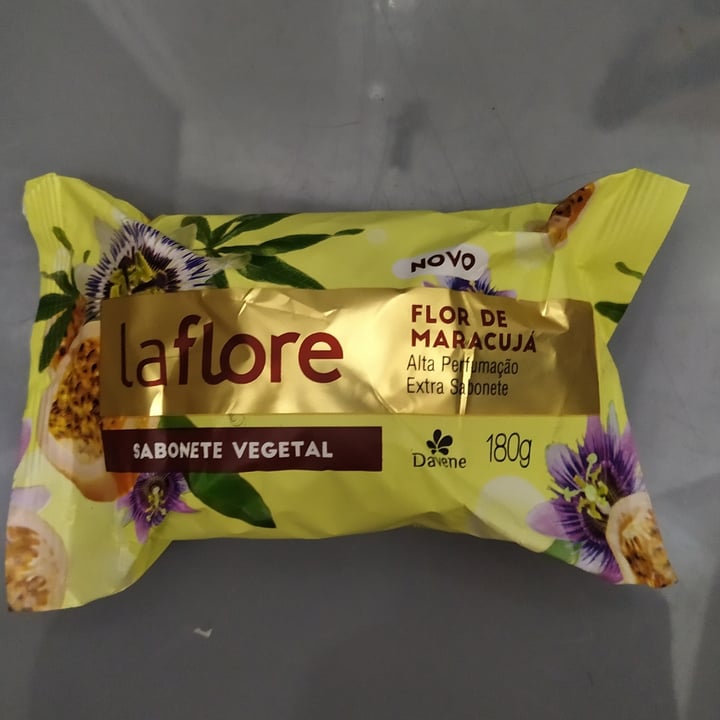 NOVO
laflore
FLOR DE
MARACUJÁ
Alta Perfumação
Extra Sabonete
SABONETE VEGETAL
Davene 180g